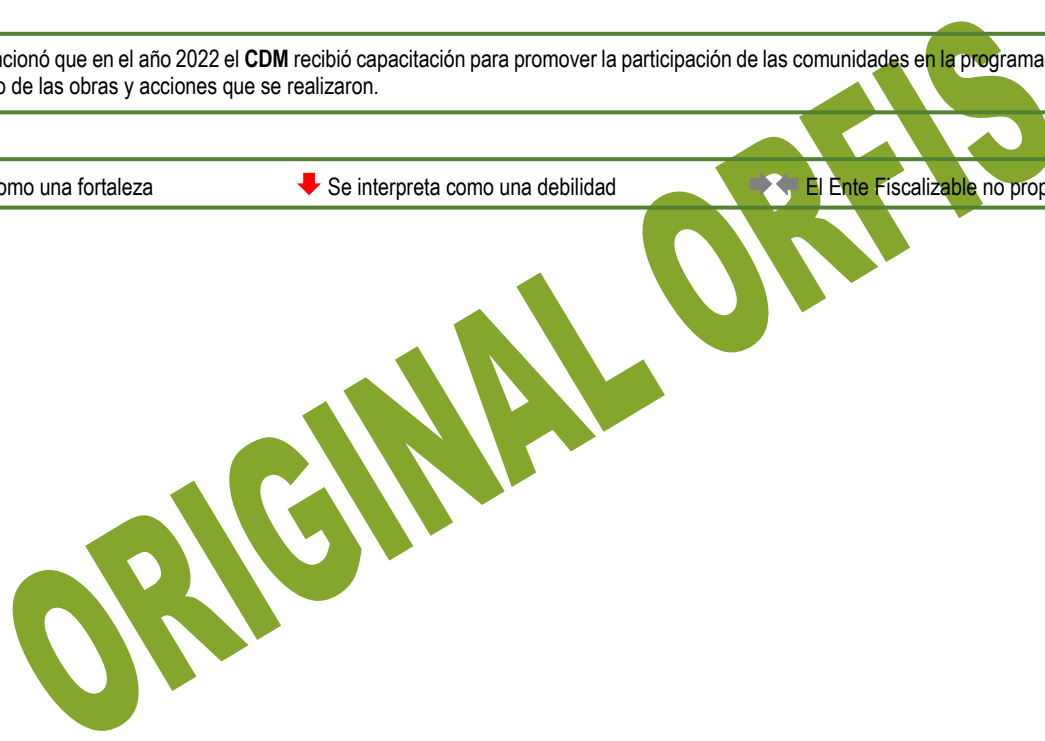 cionó que en el año 2022 el CDM recibió capacitación para promover la participación de las comunidades en la programa
o de las obras y acciones que se realizaron.
omo una fortaleza Se interpreta como una debilidad El Ente Fiscalizable no prop
ORIGINAL ORFIS